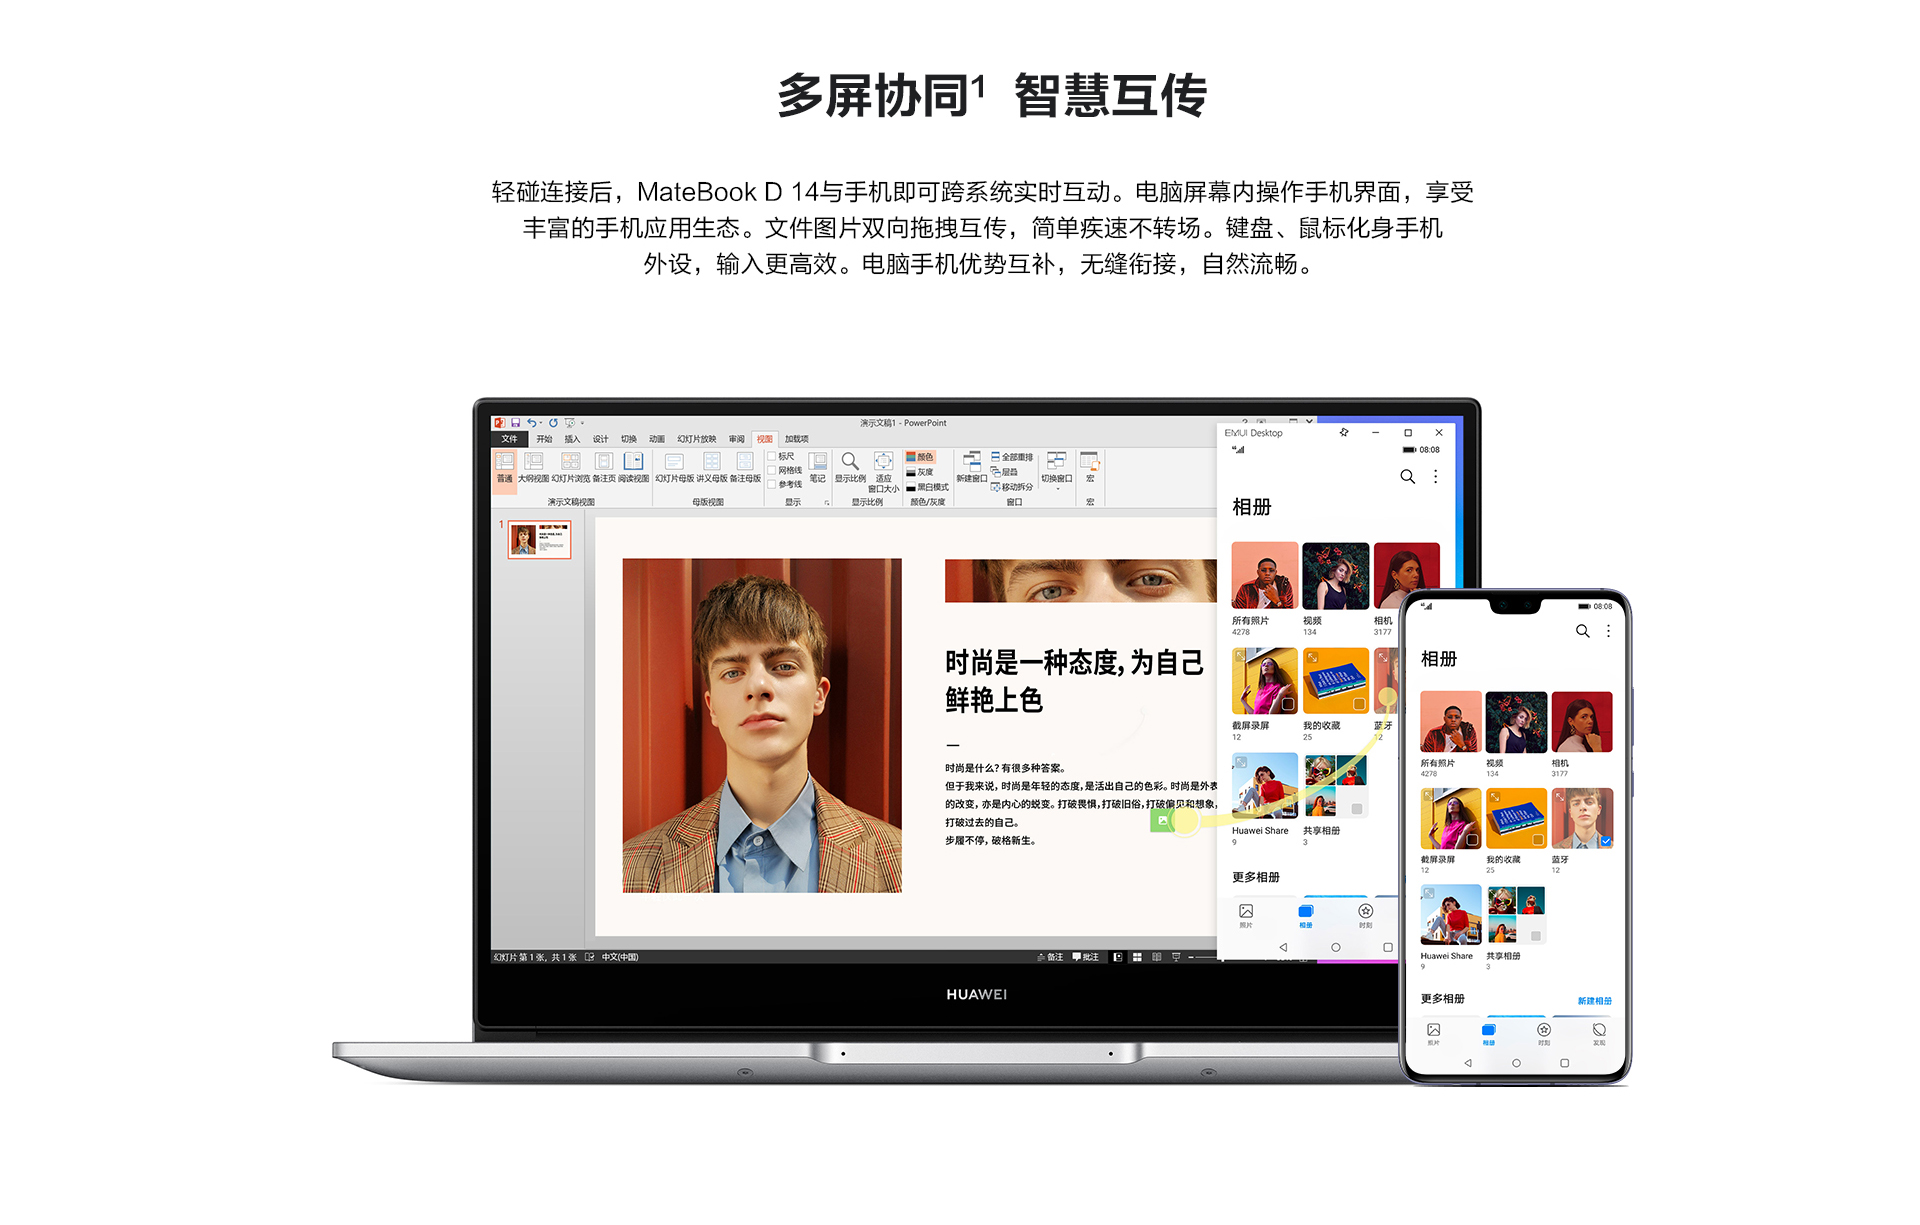 多屏协同1 智慧互传
轻碰连接后，MateBook D 14与手机即可跨系统实时互动。电脑屏幕内操作手机界面，享受
丰富的手机应用生态。文件图片双向拖拽互传，简单疾速不转场。键盘、鼠标化身手机
外设，输入更高效。电脑手机优势互补，无缝衔接，自然流畅。
演示文稿1 - PowerPoint
文件 开始 插入 设计 切换 动画 幻灯片放映 审阅 视图 加载项
普通 大纲视图 幻灯片浏览 备注页 阅读视图
演示文稿视图
幻灯片母版 讲义母版 备注母版
母版视图
标尺
网格线
参考线
笔记
显示
显示比例 适应
窗口大小
显示比例
颜色
灰度
黑白模式
颜色/灰度
新建窗口
全部重排
层叠
移动拆分
切换窗口
窗口
宏
宏
1
时尚是一种态度，为自己
鲜艳上色
时尚是什么？有很多种答案。
但于我来说，时尚是年轻的态度，是活出自己的色彩。时尚是外表
的改变，亦是内心的蜕变。打破畏惧，打破旧俗，打破偏见和想象，
打破过去的自己。
步履不停，破格新生。
幻灯片 第 1 张，共 1 张 中文(中国)
备注 批注
HUAWEI
EMUI Desktop
08:08
相册
所有照片 视频 相机
4278 134 3177
截屏录屏 我的收藏 蓝牙
12 25 12
Huawei Share 共享相册
9 3
更多相册
照片 相册 时刻
08:08
相册
所有照片 视频 相机
4278 134 3177
截屏录屏 我的收藏 蓝牙
12 25 12
Huawei Share 共享相册
9 3
更多相册 新建相册
照片 相册 时刻 发现